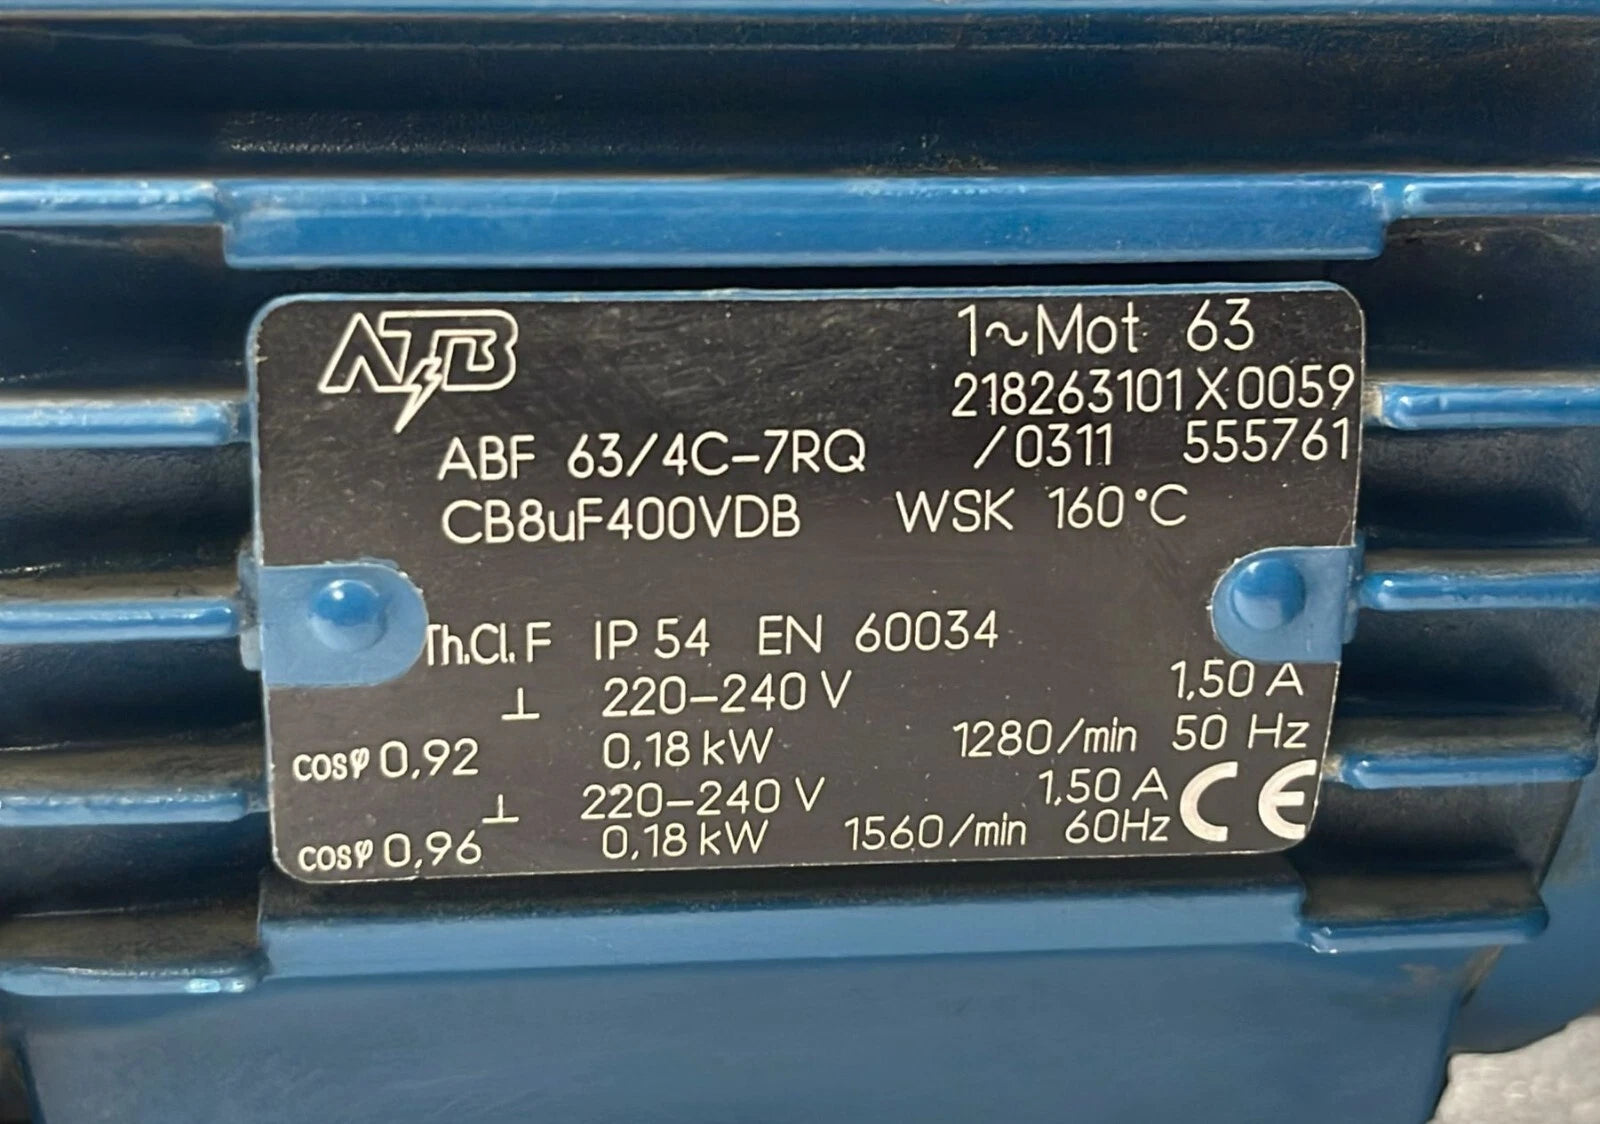 ATB
1~Mot 63
218263101X0059
ABF 63/4C-7RQ /0311 555761
CB8uF400VDB WSK 160°C
Th.Cl.F IP 54 EN 60034
⊥ 220-240 V 1,50 A
cosφ 0,92 0,18 kW 1280/min 50 Hz
⊥ 220-240 V 1,50 A
cosφ 0,96 0,18 kW 1560/min 60Hz CE